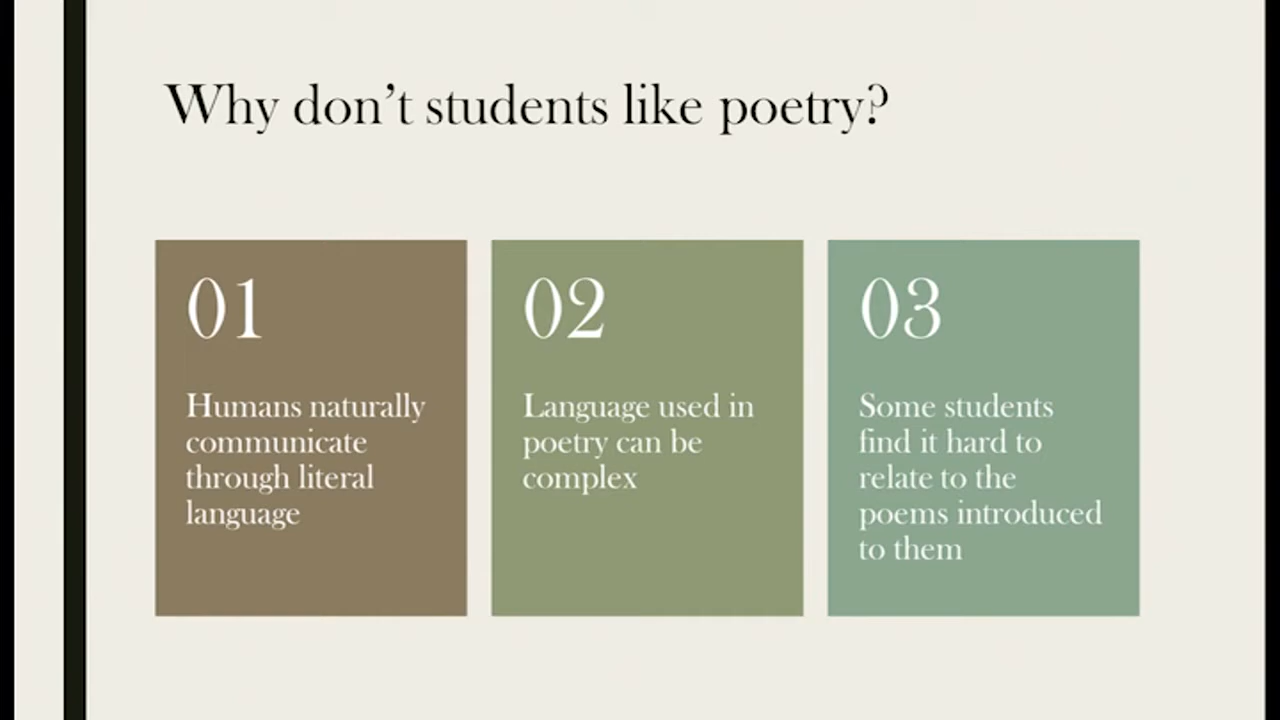 Why don’t students like poetry?
01
Humans naturally
communicate
through literal
language
02
Language used in
poetry can be
complex
03
Some students
find it hard to
relate to the
poems introduced
to them